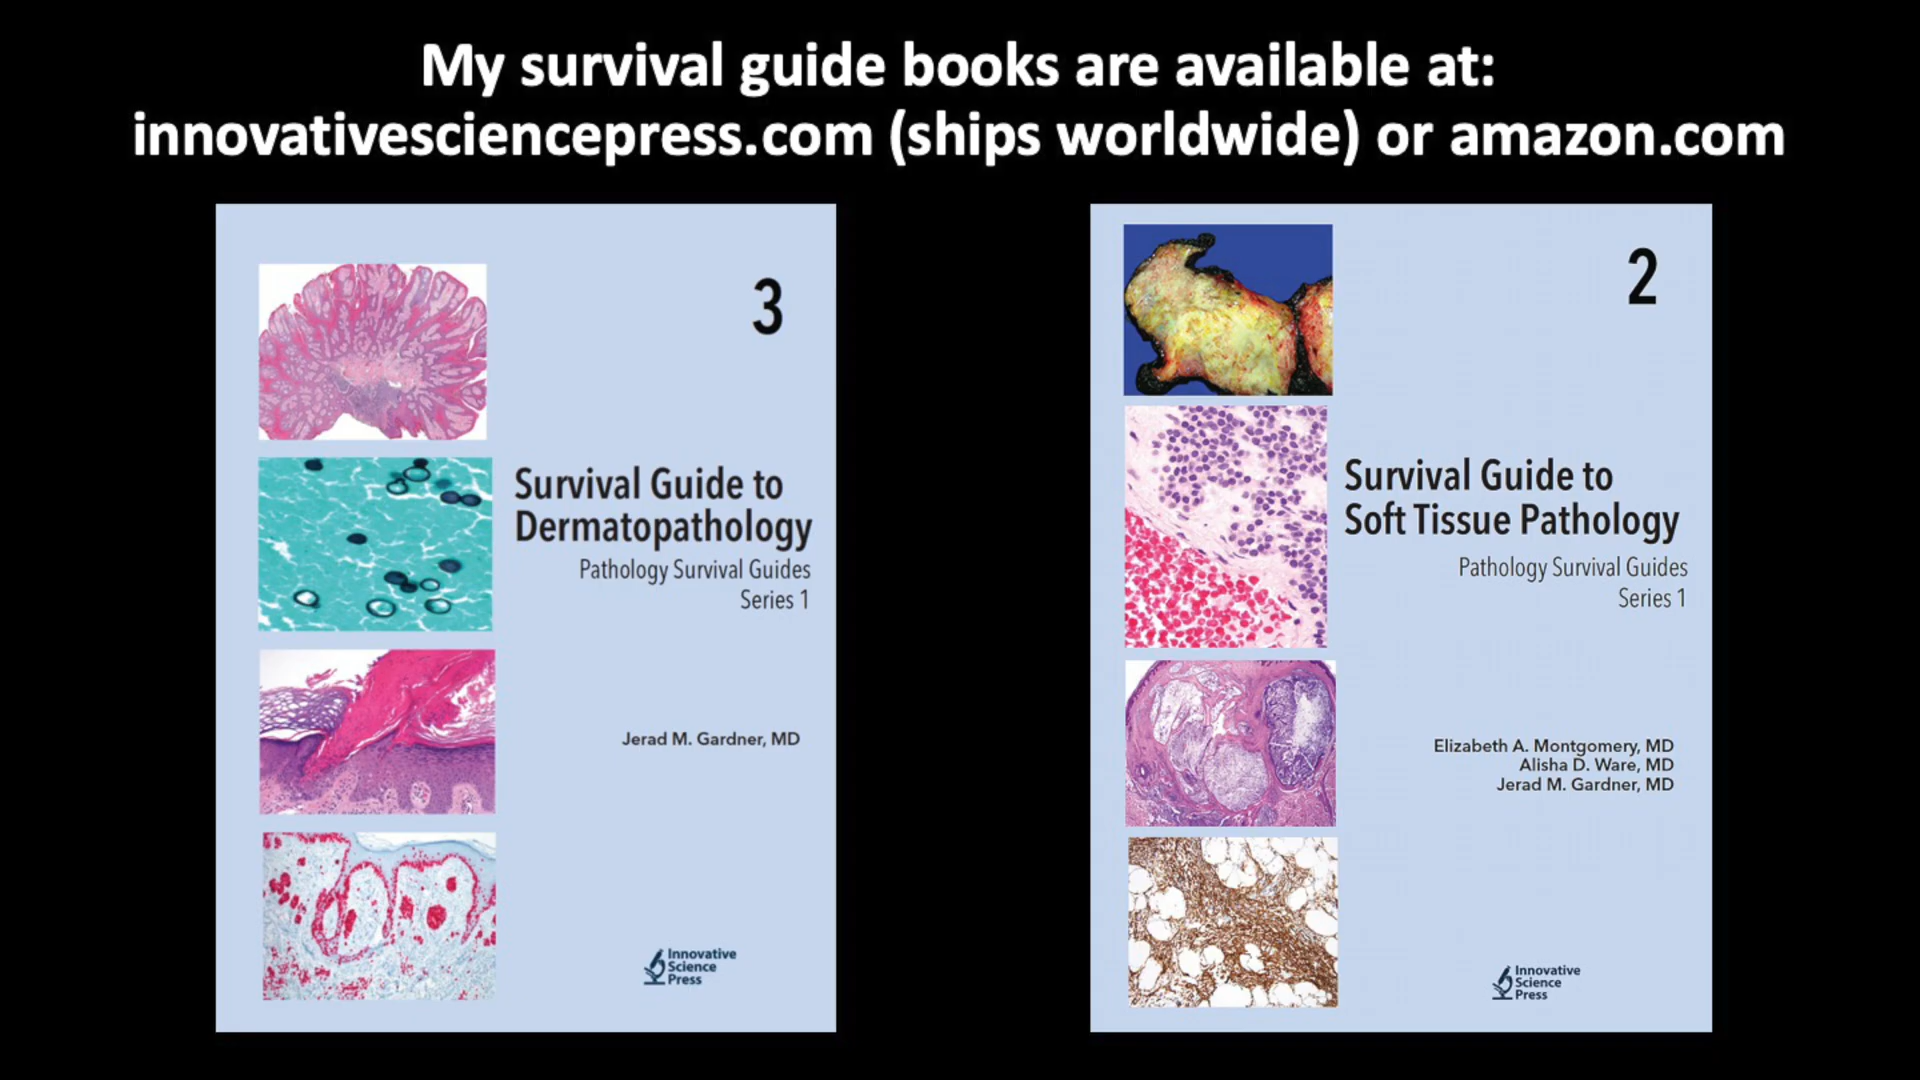 My survival guide books are available at:
innovativesciencepress.com (ships worldwide) or amazon.com
3
Survival Guide to
Dermatopathology
Pathology Survival Guides
Series 1
Jerad M. Gardner, MD
Innovative
Science
Press
2
Survival Guide to
Soft Tissue Pathology
Pathology Survival Guides
Series 1
Elizabeth A. Montgomery, MD
Alisha D. Ware, MD
Jerad M. Gardner, MD
Innovative
Science
Press